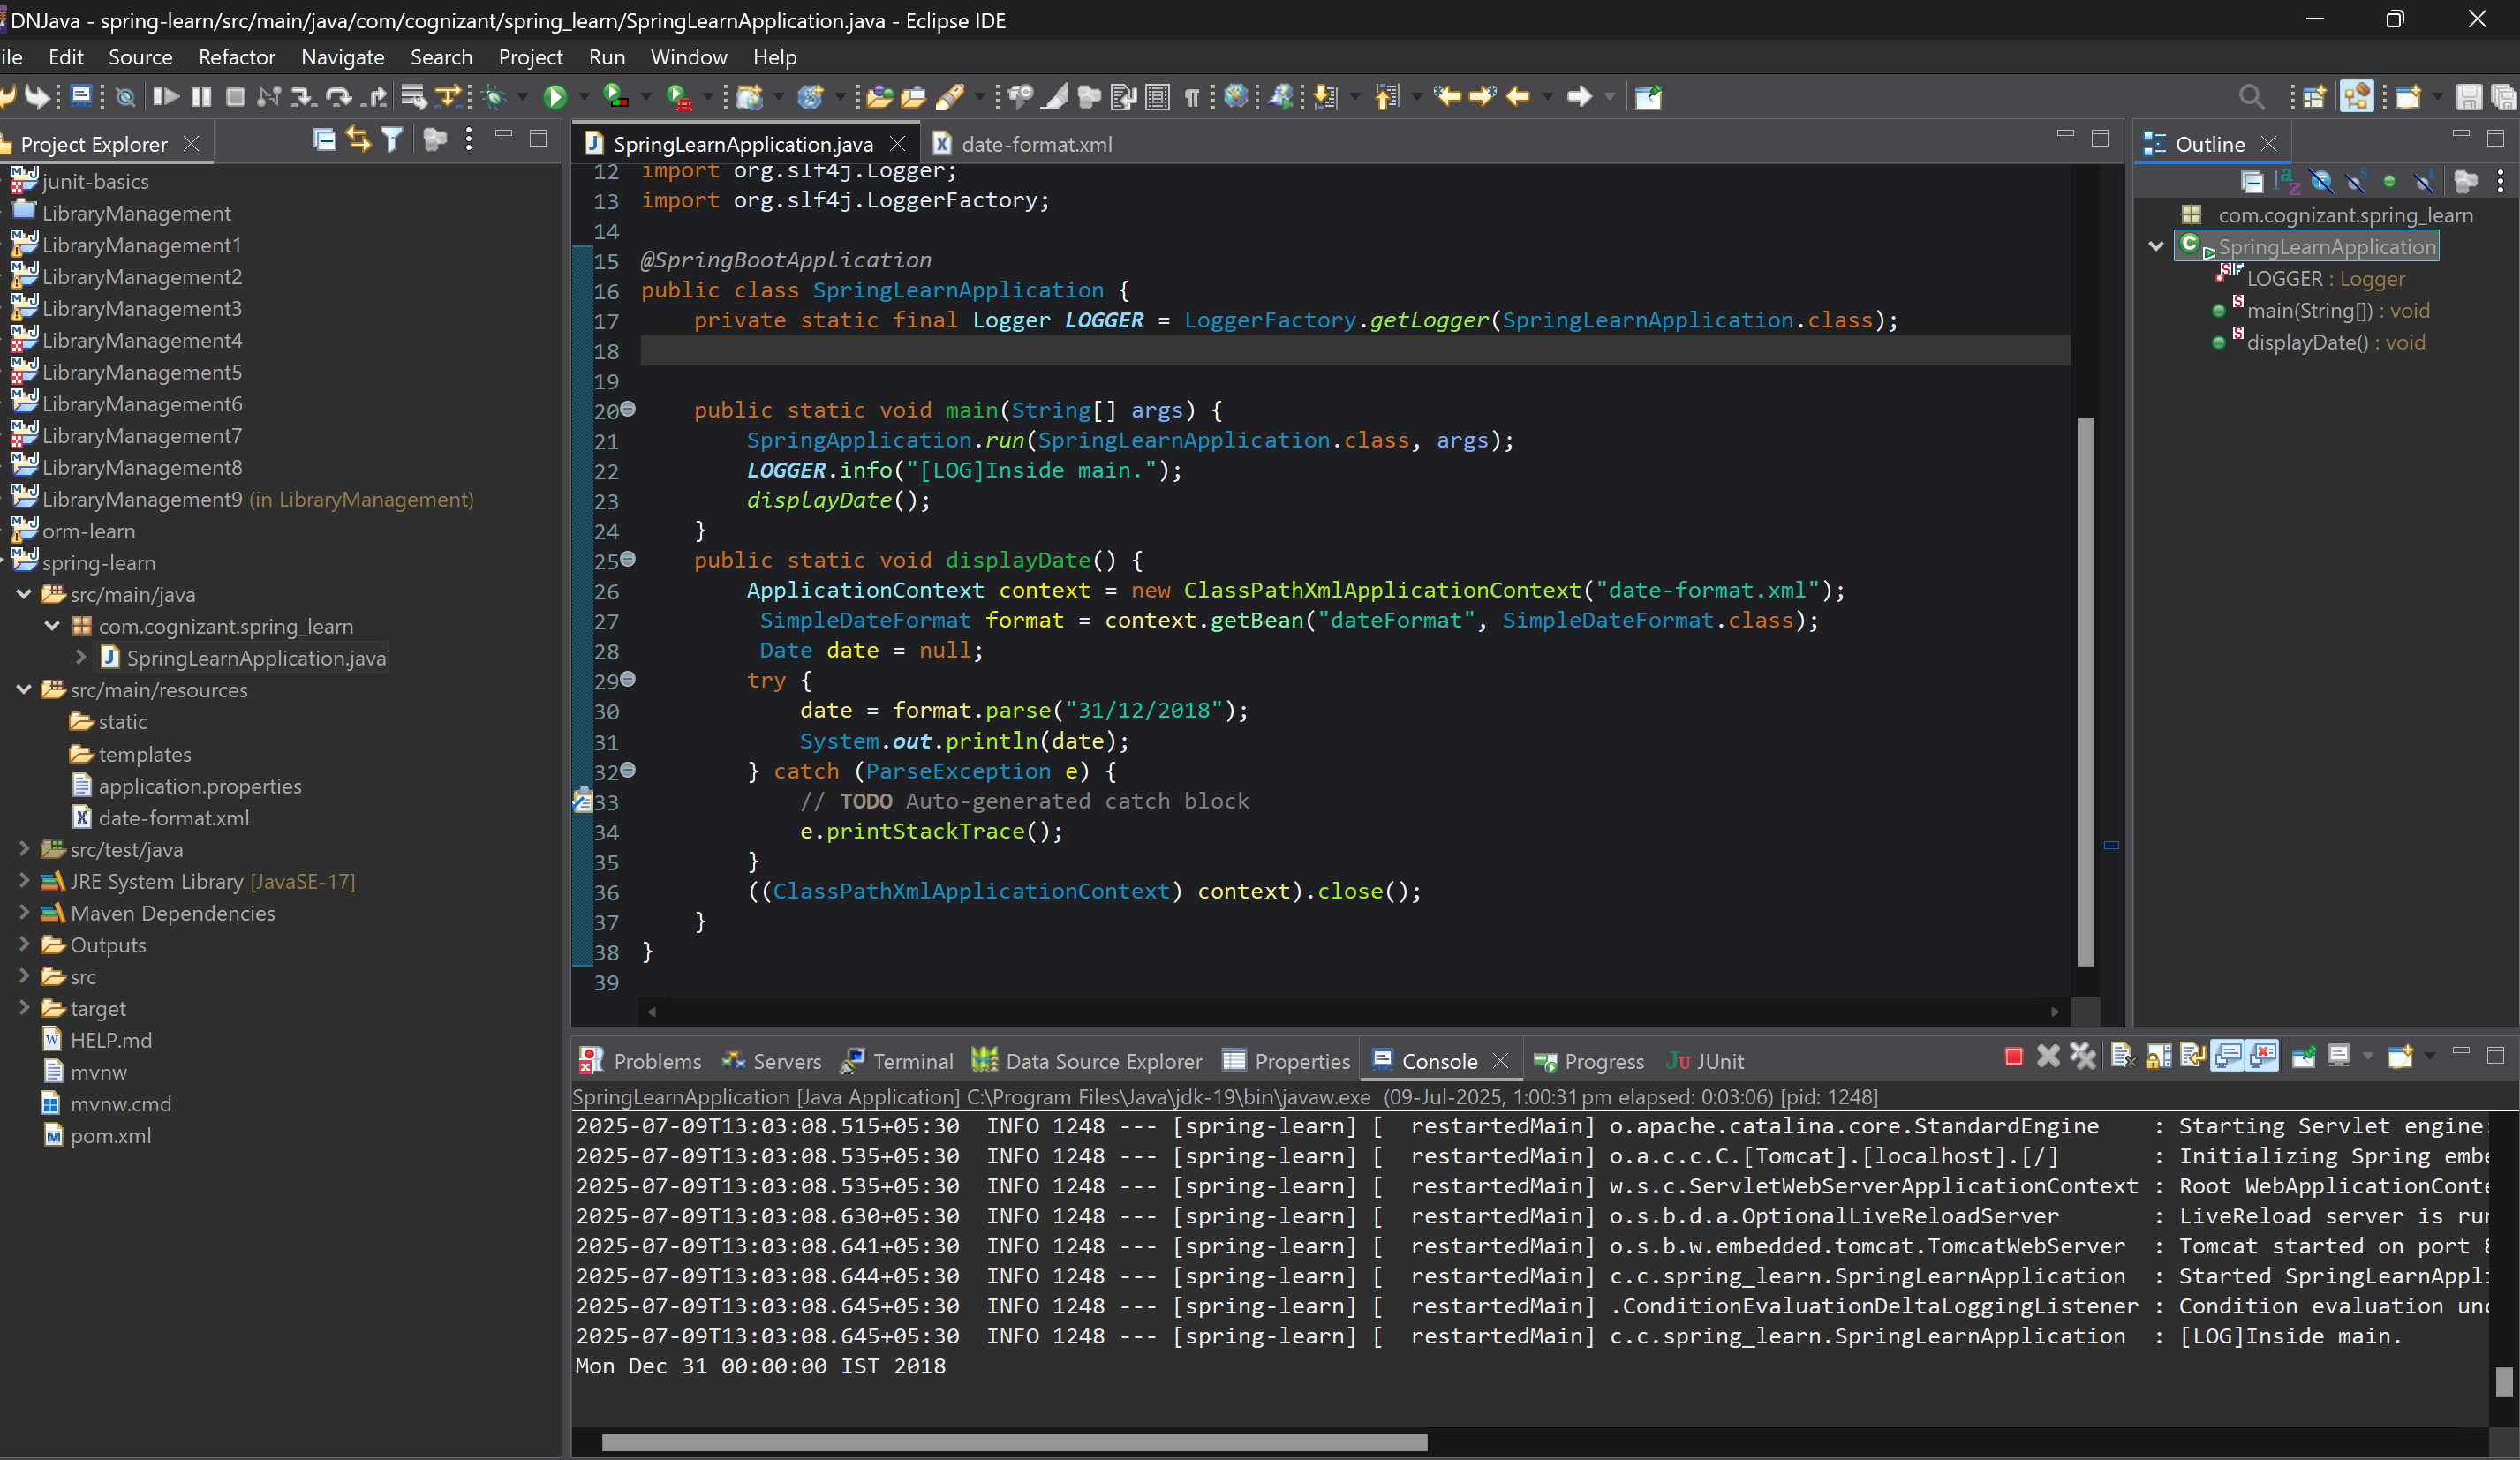 DNJava - spring-learn/src/main/java/com/cognizant/spring_learn/SpringLearnApplication.java - Eclipse IDE
ile Edit Source Refactor Navigate Search Project Run Window Help
Project Explorer
junit-basics
LibraryManagement
LibraryManagement1
LibraryManagement2
LibraryManagement3
LibraryManagement4
LibraryManagement5
LibraryManagement6
LibraryManagement7
LibraryManagement8
LibraryManagement9 (in LibraryManagement)
orm-learn
spring-learn
src/main/java
com.cognizant.spring_learn
SpringLearnApplication.java
src/main/resources
static
templates
application.properties
date-format.xml
src/test/java
JRE System Library [JavaSE-17]
Maven Dependencies
Outputs
src
target
HELP.md
mvnw
mvnw.cmd
pom.xml
SpringLearnApplication.java date-format.xml
12 import org.slf4j.Logger;
13 import org.slf4j.LoggerFactory;
14
15 @SpringBootApplication
16 public class SpringLearnApplication {
17     private static final Logger LOGGER = LoggerFactory.getLogger(SpringLearnApplication.class);
18
19
20     public static void main(String[] args) {
21         SpringApplication.run(SpringLearnApplication.class, args);
22         LOGGER.info("[LOG]Inside main.");
23         displayDate();
24     }
25     public static void displayDate() {
26         ApplicationContext context = new ClassPathXmlApplicationContext("date-format.xml");
27          SimpleDateFormat format = context.getBean("dateFormat", SimpleDateFormat.class);
28          Date date = null;
29         try {
30             date = format.parse("31/12/2018");
31             System.out.println(date);
32         } catch (ParseException e) {
33             // TODO Auto-generated catch block
34             e.printStackTrace();
35         }
36         ((ClassPathXmlApplicationContext) context).close();
37     }
38 }
39
Outline
com.cognizant.spring_learn
SpringLearnApplication
LOGGER : Logger
main(String[]) : void
displayDate() : void
Problems Servers Terminal Data Source Explorer Properties Console Progress JUnit
SpringLearnApplication [Java Application] C:\Program Files\Java\jdk-19\bin\javaw.exe (09-Jul-2025, 1:00:31 pm elapsed: 0:03:06) [pid: 1248]
2025-07-09T13:03:08.515+05:30  INFO 1248 --- [spring-learn] [  restartedMain] o.apache.catalina.core.StandardEngine    : Starting Servlet engine:
2025-07-09T13:03:08.535+05:30  INFO 1248 --- [spring-learn] [  restartedMain] o.a.c.c.C.[Tomcat].[localhost].[/]       : Initializing Spring embe
2025-07-09T13:03:08.535+05:30  INFO 1248 --- [spring-learn] [  restartedMain] w.s.c.ServletWebServerApplicationContext : Root WebApplicationConte
2025-07-09T13:03:08.630+05:30  INFO 1248 --- [spring-learn] [  restartedMain] o.s.b.d.a.OptionalLiveReloadServer       : LiveReload server is run
2025-07-09T13:03:08.641+05:30  INFO 1248 --- [spring-learn] [  restartedMain] o.s.b.w.embedded.tomcat.TomcatWebServer  : Tomcat started on port
2025-07-09T13:03:08.644+05:30  INFO 1248 --- [spring-learn] [  restartedMain] c.c.spring_learn.SpringLearnApplication  : Started SpringLearnAppli
2025-07-09T13:03:08.645+05:30  INFO 1248 --- [spring-learn] [  restartedMain] .ConditionEvaluationDeltaLoggingListener : Condition evaluation unc
2025-07-09T13:03:08.645+05:30  INFO 1248 --- [spring-learn] [  restartedMain] c.c.spring_learn.SpringLearnApplication  : [LOG]Inside main.
Mon Dec 31 00:00:00 IST 2018